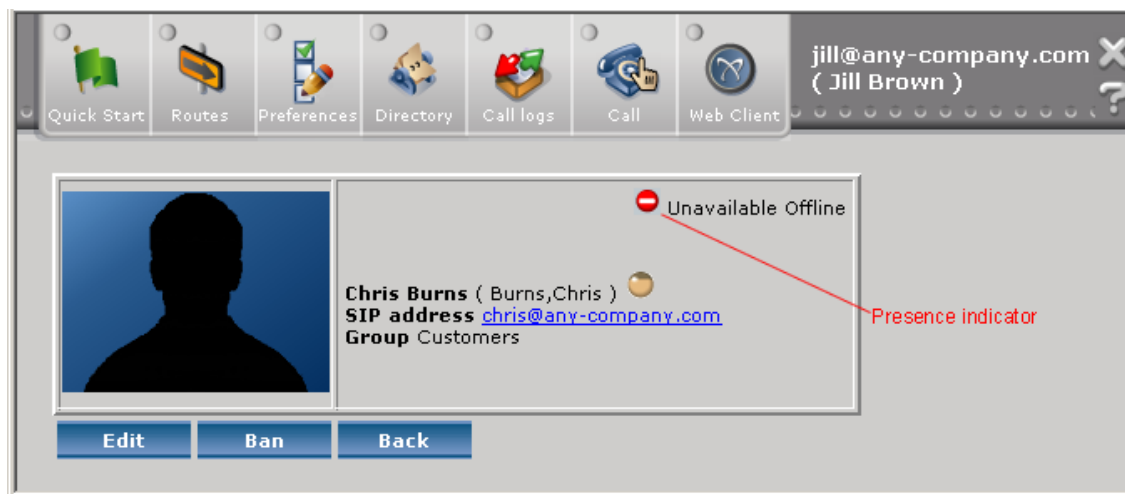 jill@any-company.com
( Jill Brown )
Quick Start Routes Preferences Directory Call logs Call Web Client
Unavailable Offline
Chris Burns ( Burns,Chris )
SIP address chris@any-company.com
Presence indicator
Group Customers
Edit Ban Back